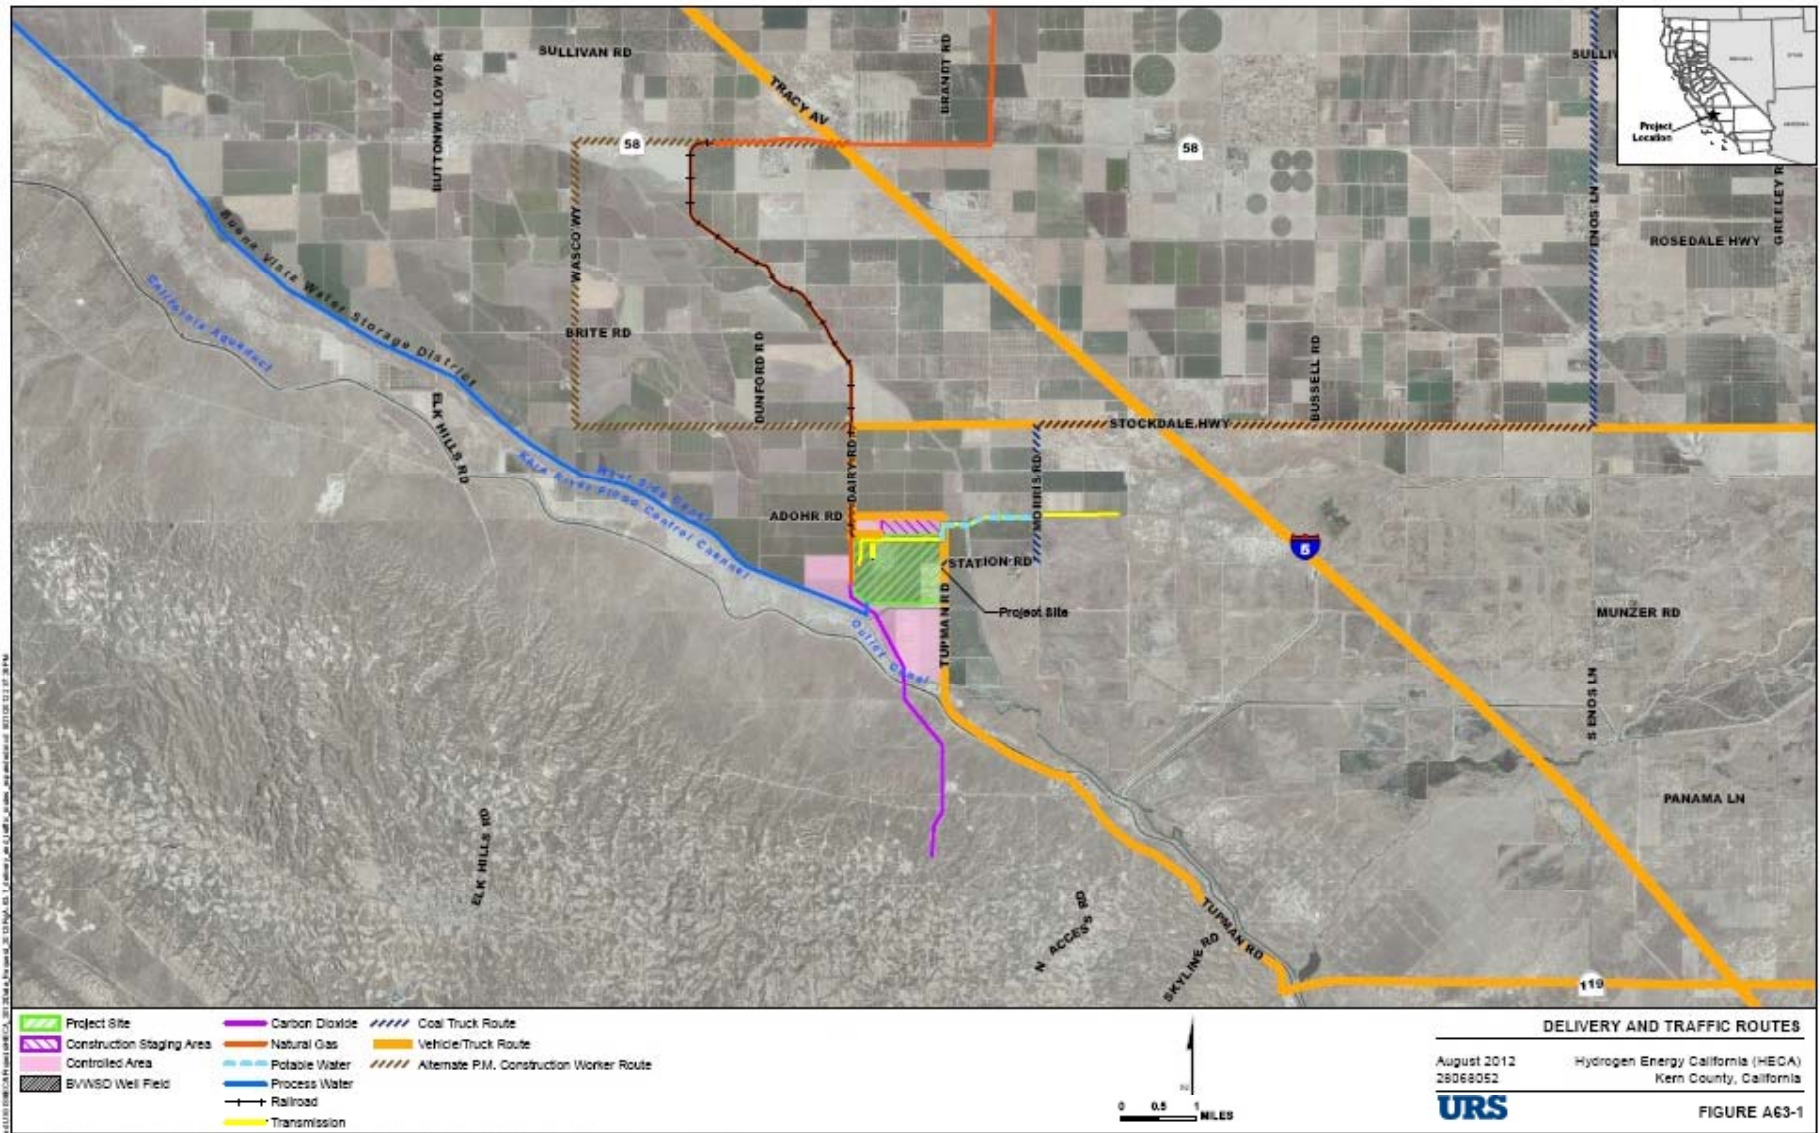 SULLIVAN RD
BUTTONWILLOW DR
TRACY AV
BRANDT RD
58
58
ENOS LN
GREELEY R
Project
Location
ROSEDALE HWY
WASCO WY
Buena Vista Water Storage District
California Aqueduct
BRITE RD
DUNFORD RD
BUSSELL RD
STOCKDALE HWY
ELK HILLS RD
West Side Canal
Kern River Flood Control Channel
DAIRY RD
MORRIS RD
ADOHR RD
STATION RD
5
Project Site
TUPMAN RD
MUNZER RD
Outlet Canal
S ENOS LN
PANAMA LN
ELK HILLS RD
N ACCESS RD
SKYLINE RD
TUPMAN RD
119
Project Site
Construction Staging Area
Controlled Area
BVWSD Well Field
Carbon Dioxide
Natural Gas
Potable Water
Process Water
Railroad
Transmission
Coal Truck Route
Vehicle/Truck Route
Alternate P.M. Construction Worker Route
0 0.5 1
MILES
DELIVERY AND TRAFFIC ROUTES
August 2012 Hydrogen Energy California (HECA)
28068052 Kern County, California
URS FIGURE A63-1